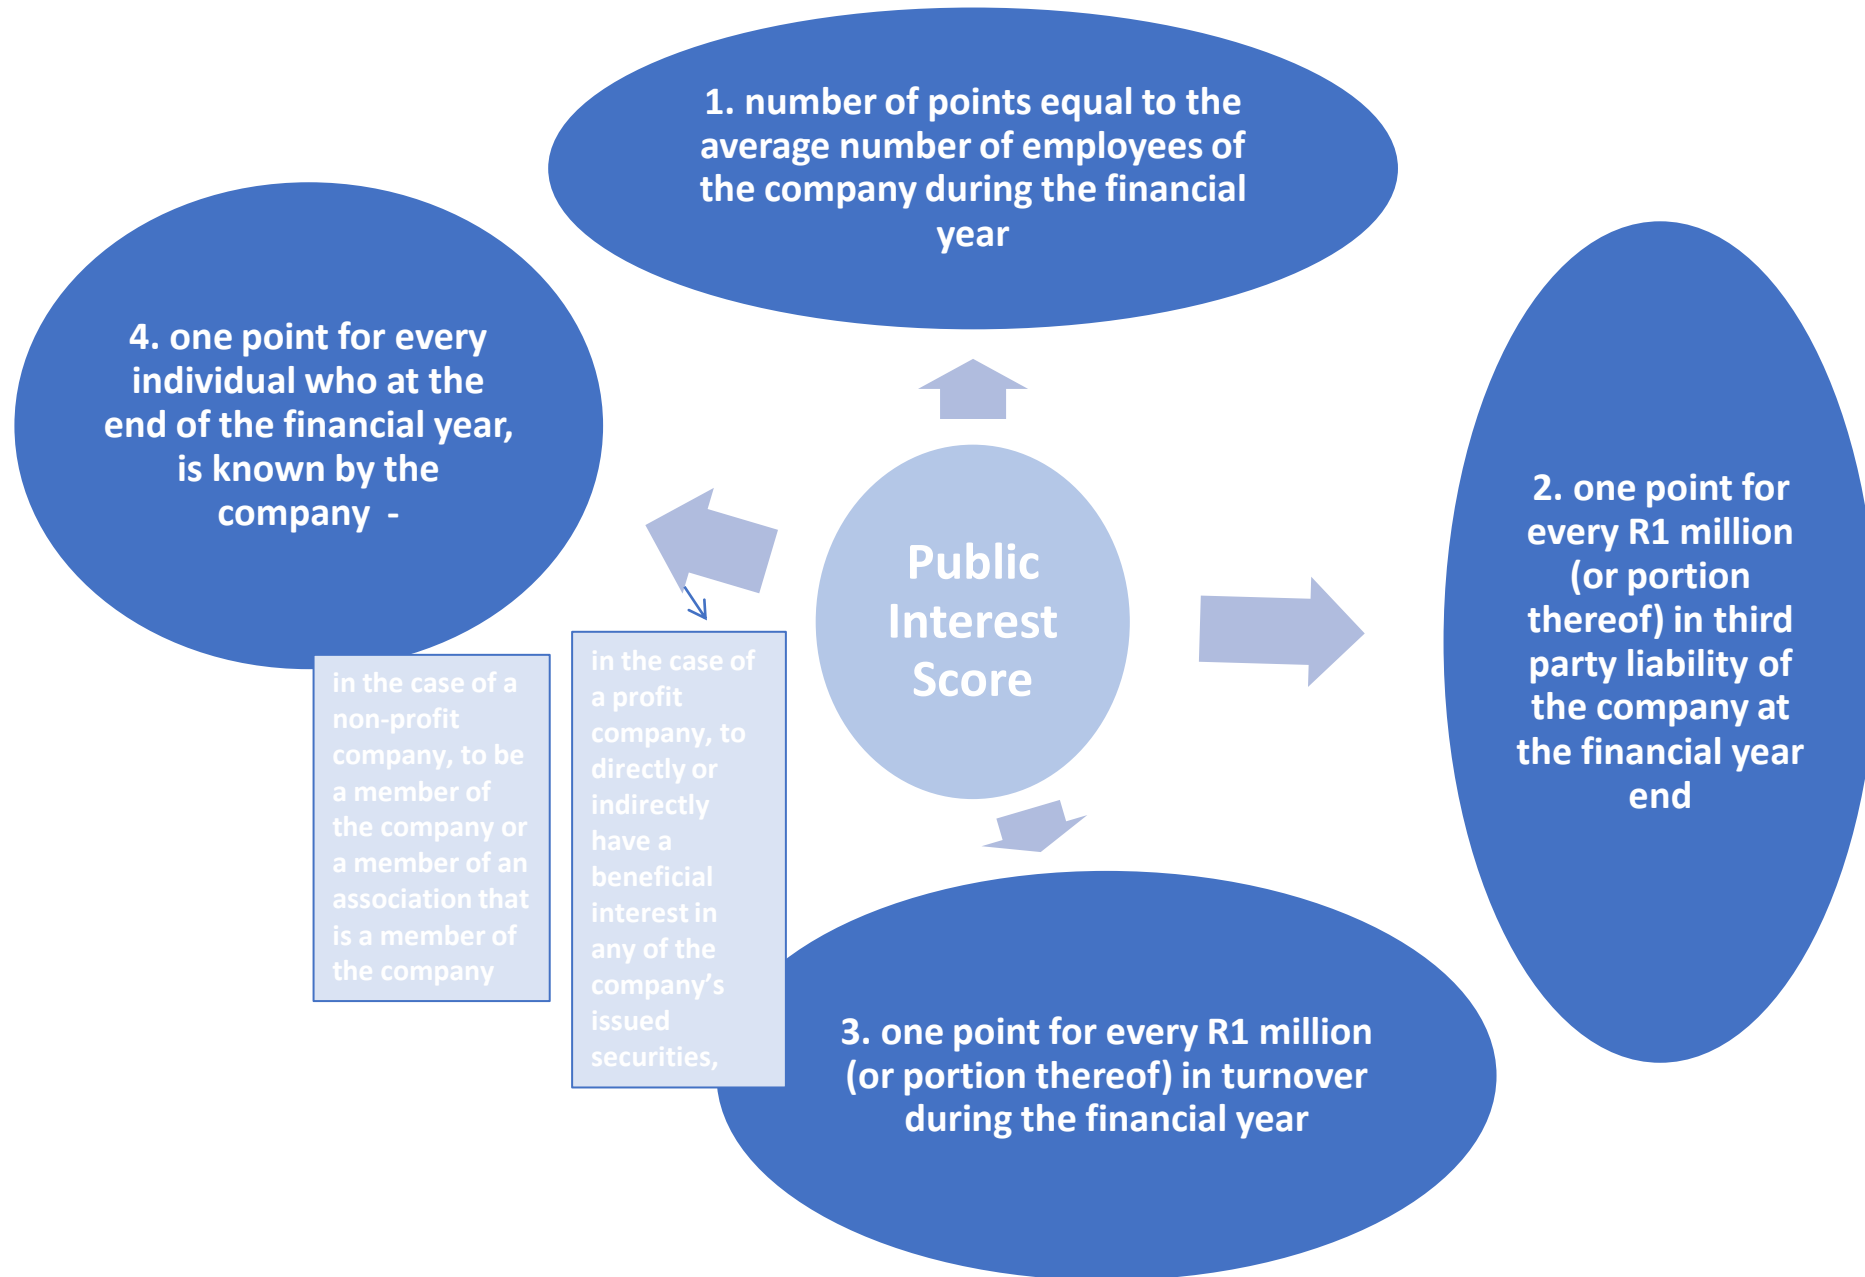 1. number of points equal to the
average number of employees of
the company during the financial
year
4. one point for every
individual who at the
end of the financial year,
is known by the
company  -
Public
Interest
Score
2. one point for
every R1 million
(or portion
thereof) in third
party liability of
the company at
the financial year
end
in the case of a
non-profit
company, to be
a member of
the company or
a member of an
association that
is a member of
the company
in the case of
a profit
company, to
directly or
indirectly
have a
beneficial
interest in
any of the
company’s
issued
securities,
3. one point for every R1 million
(or portion thereof) in turnover
during the financial year